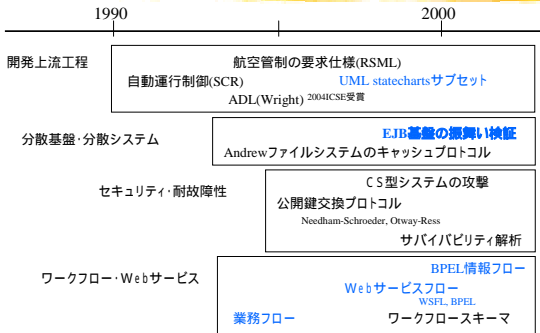 1990
2000
開発上流工程
航空管制の要求仕様(RSML)
自動運行制御(SCR)
UML statechartsサブセット
ADL(Wright) 2004ICSE受賞
分散基盤･分散システム
EJB基盤の振舞い検証
Andrewファイルシステムのキャッシュプロトコル
セキュリティ･耐故障性
CS型システムの攻撃
公開鍵交換プロトコル
Needham-Schroeder, Otway-Ress
サバイバビリティ解析
ワークフロー･Webサービス
BPEL情報フロー
Webサービスフロー
WSFL, BPEL
業務フロー
ワークフロースキーマ